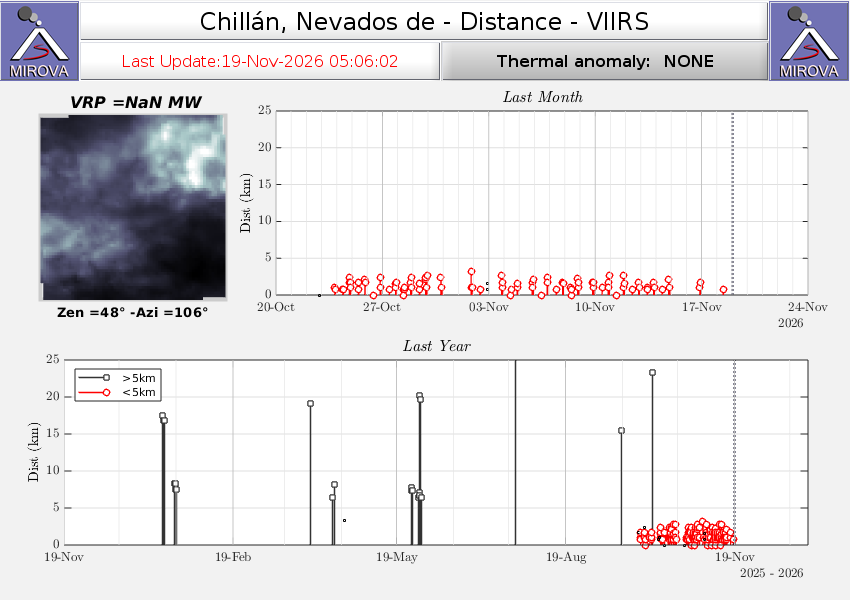 MIROVA
Chillán, Nevados de - Distance - VIIRS
MIROVA
Last Update:19-Nov-2026 05:06:02
Thermal anomaly: NONE
VRP =NaN MW
Zen =48° -Azi =106°
Last Month
Dist (km)
25
20
15
10
5
0
20-Oct
27-Oct
03-Nov
10-Nov
17-Nov
24-Nov
2026
Last Year
Dist (km)
25
20
15
10
5
0
>5km
<5km
19-Nov
19-Feb
19-May
19-Aug
19-Nov
2025 - 2026